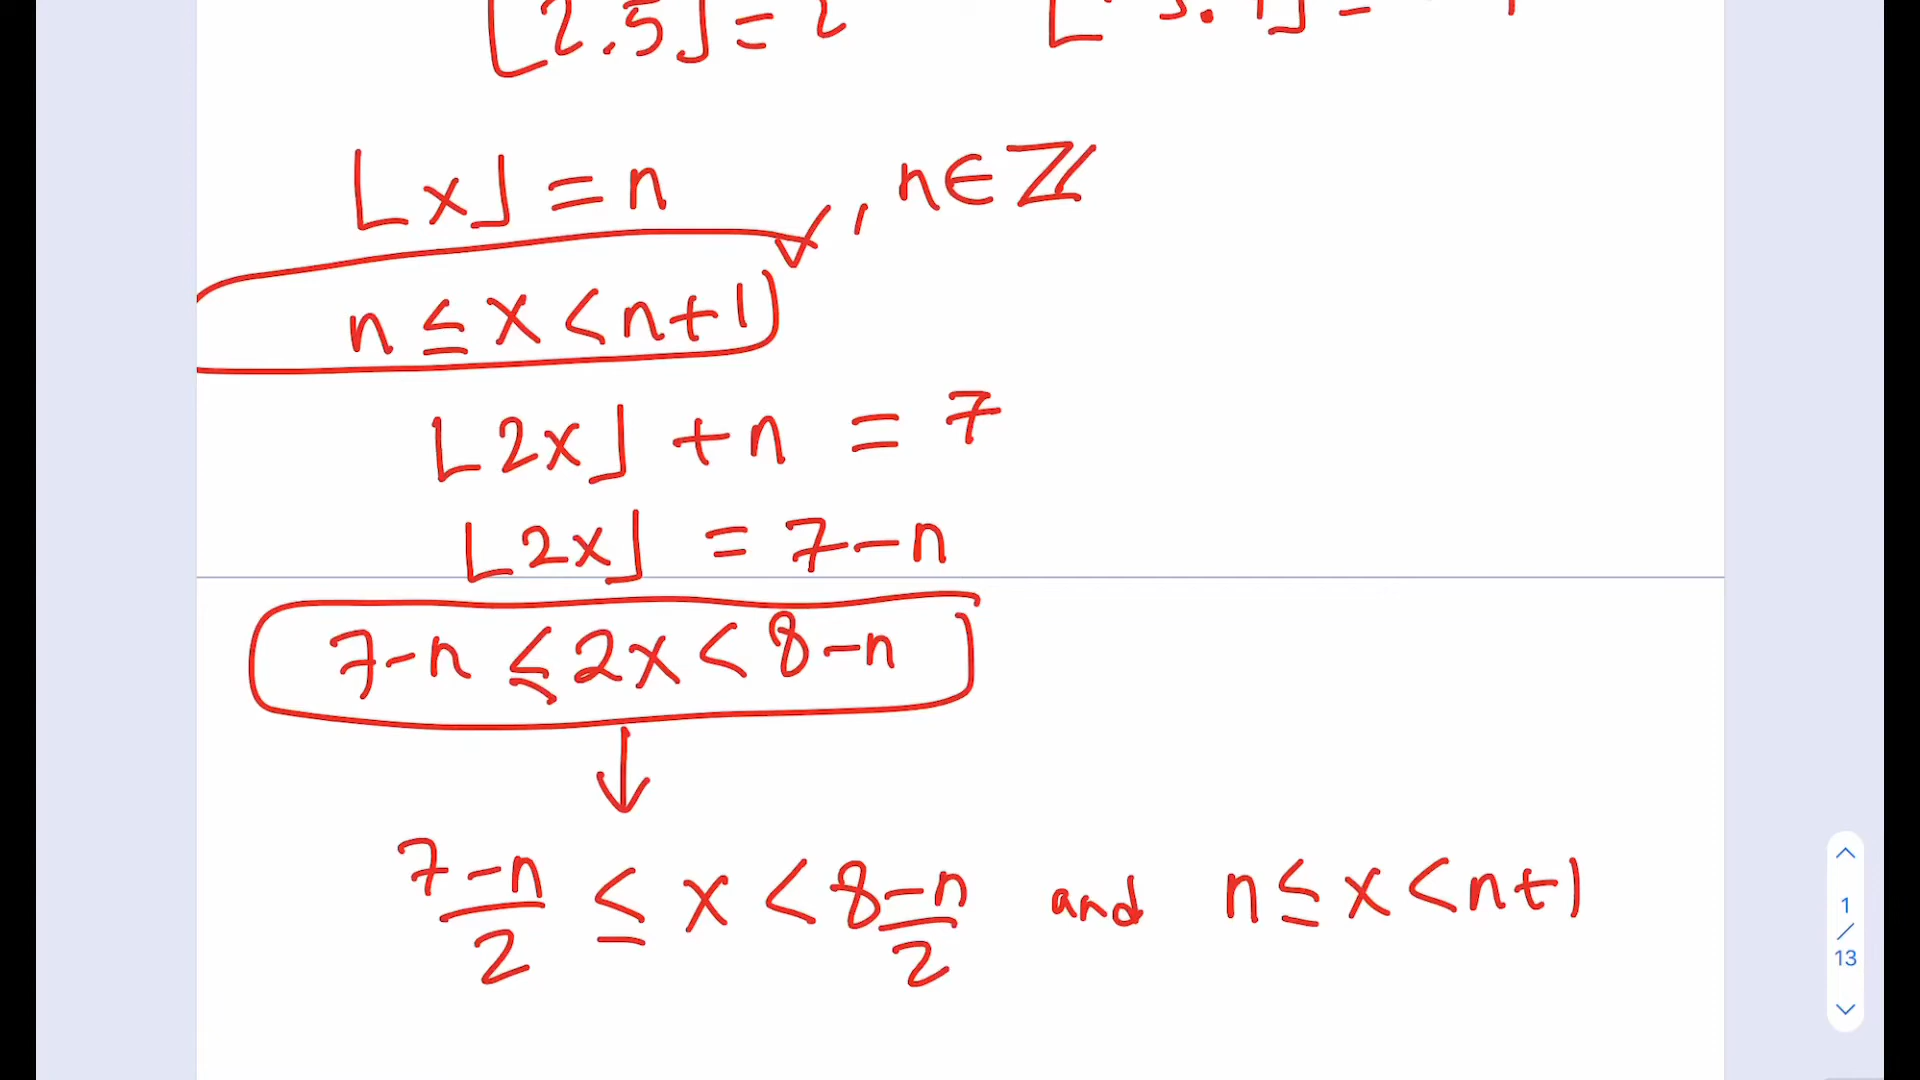 ⌊2.5⌋ = 2
⌊x⌋ = n , n ∈ ℤ
n ≤ x < n+1
⌊2x⌋ + n = 7
⌊2x⌋ = 7-n
7-n ≤ 2x < 8-n
7-n/2 ≤ x < 8-n/2 and n ≤ x < n+1
1
/
13